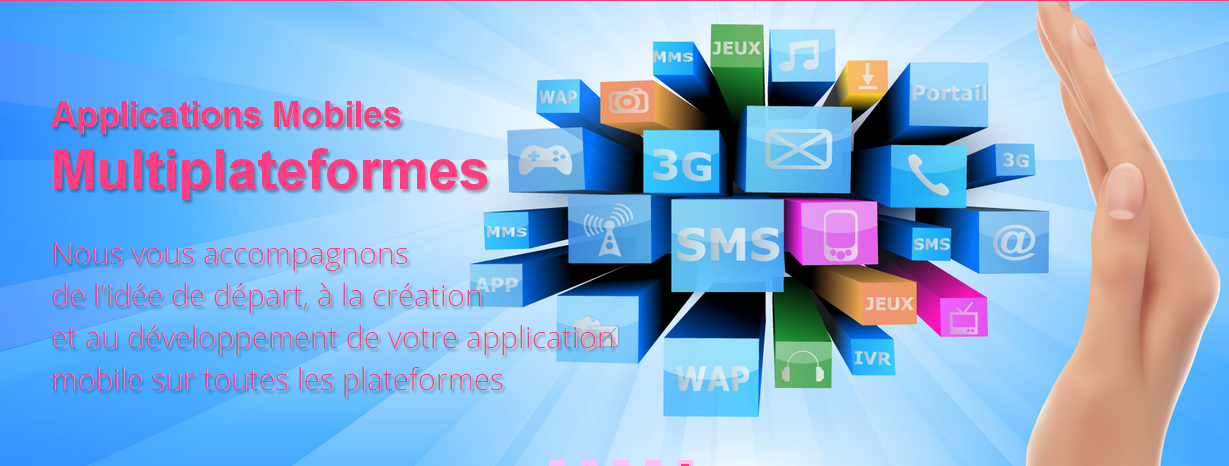 Applications Mobiles
Multiplateformes
Nous vous accompagnons
de l'idée de départ, à la création
et au développement de votre application
mobile sur toutes les plateformes
MMS
JEUX
WAP
Portail
3G
3G
MMS
SMS
SMS
@
APP
JEUX
IVR
WAP